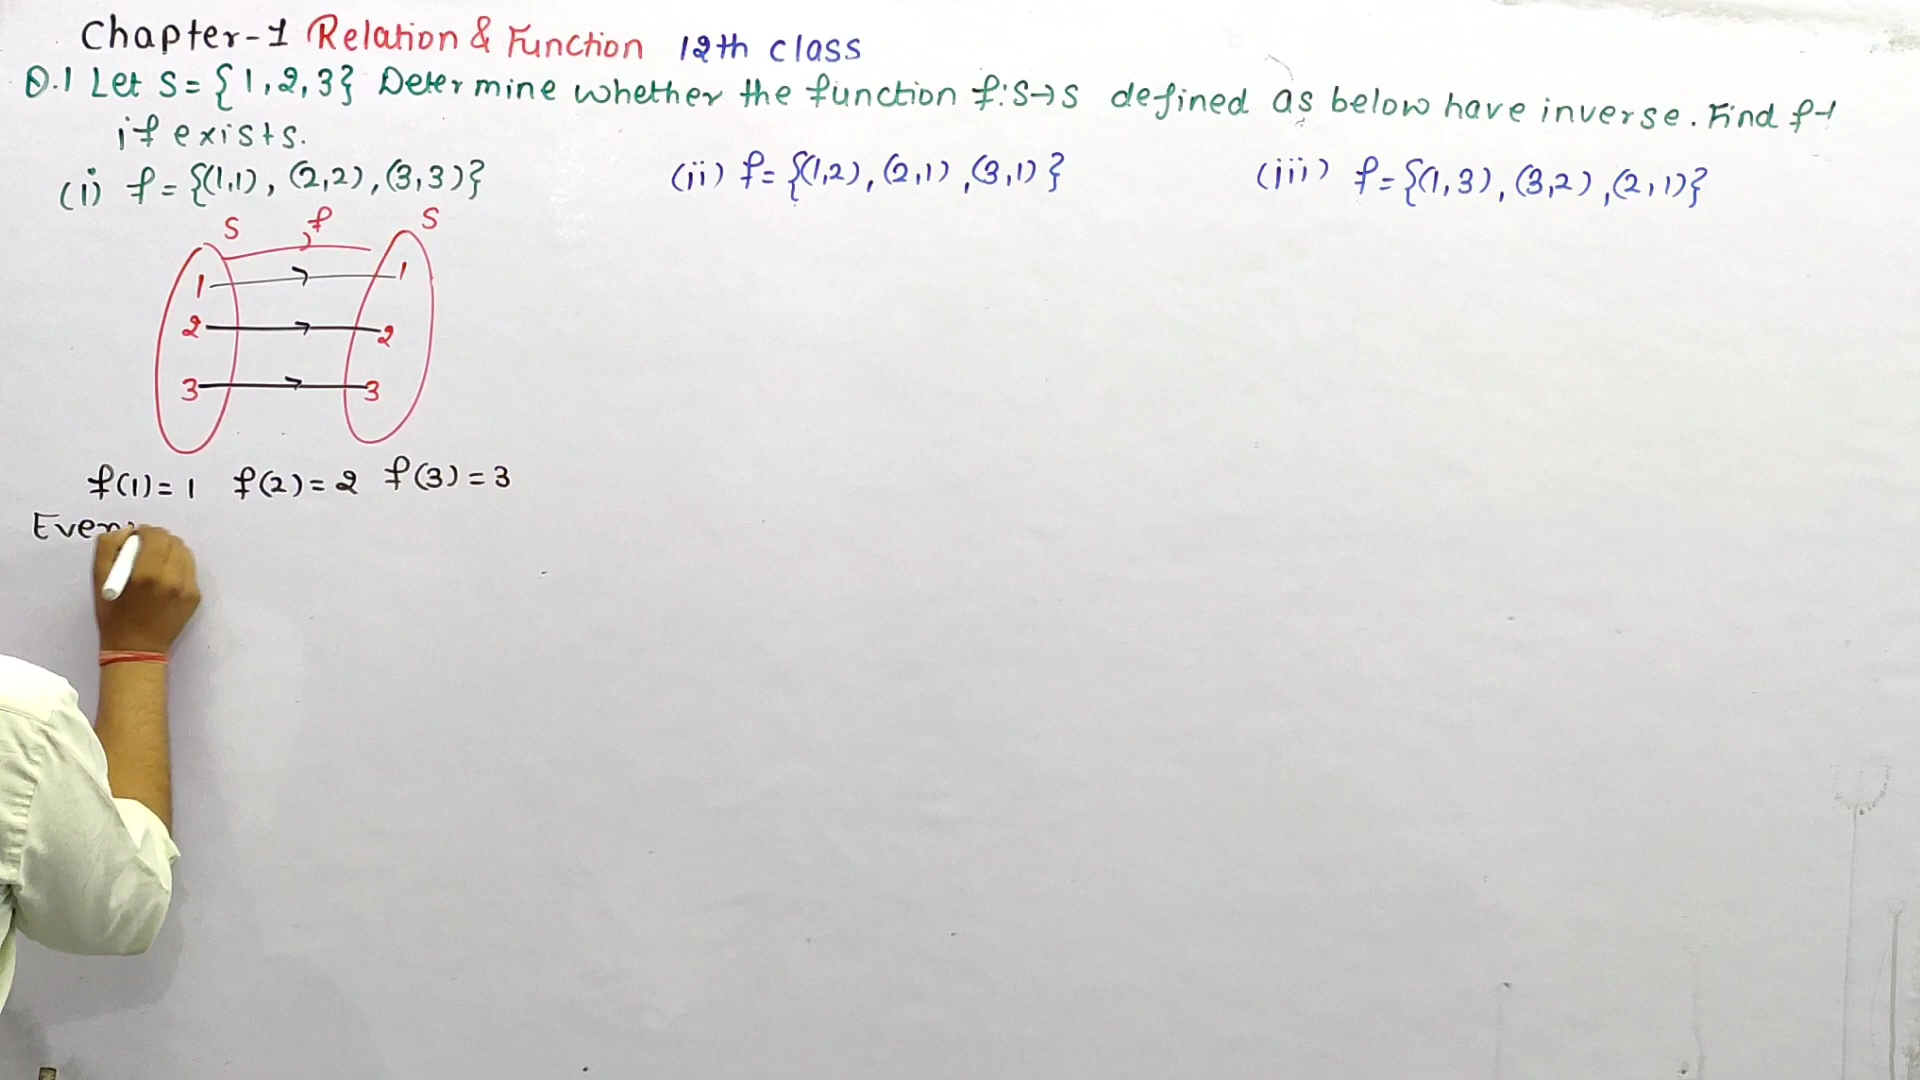 Chapter-1 Relation & Function 12th class
Q.1 Let S = {1,2,3} Determine whether the function f:S→S defined as below have inverse. Find f-1
if exists.
(i) f = {(1,1), (2,2), (3,3)} (ii) f = {(1,2), (2,1), (3,1)} (iii) f = {(1,3), (3,2), (2,1)}
S f S
1 1
2 2
3 3
f(1) = 1 f(2) = 2 f(3) = 3